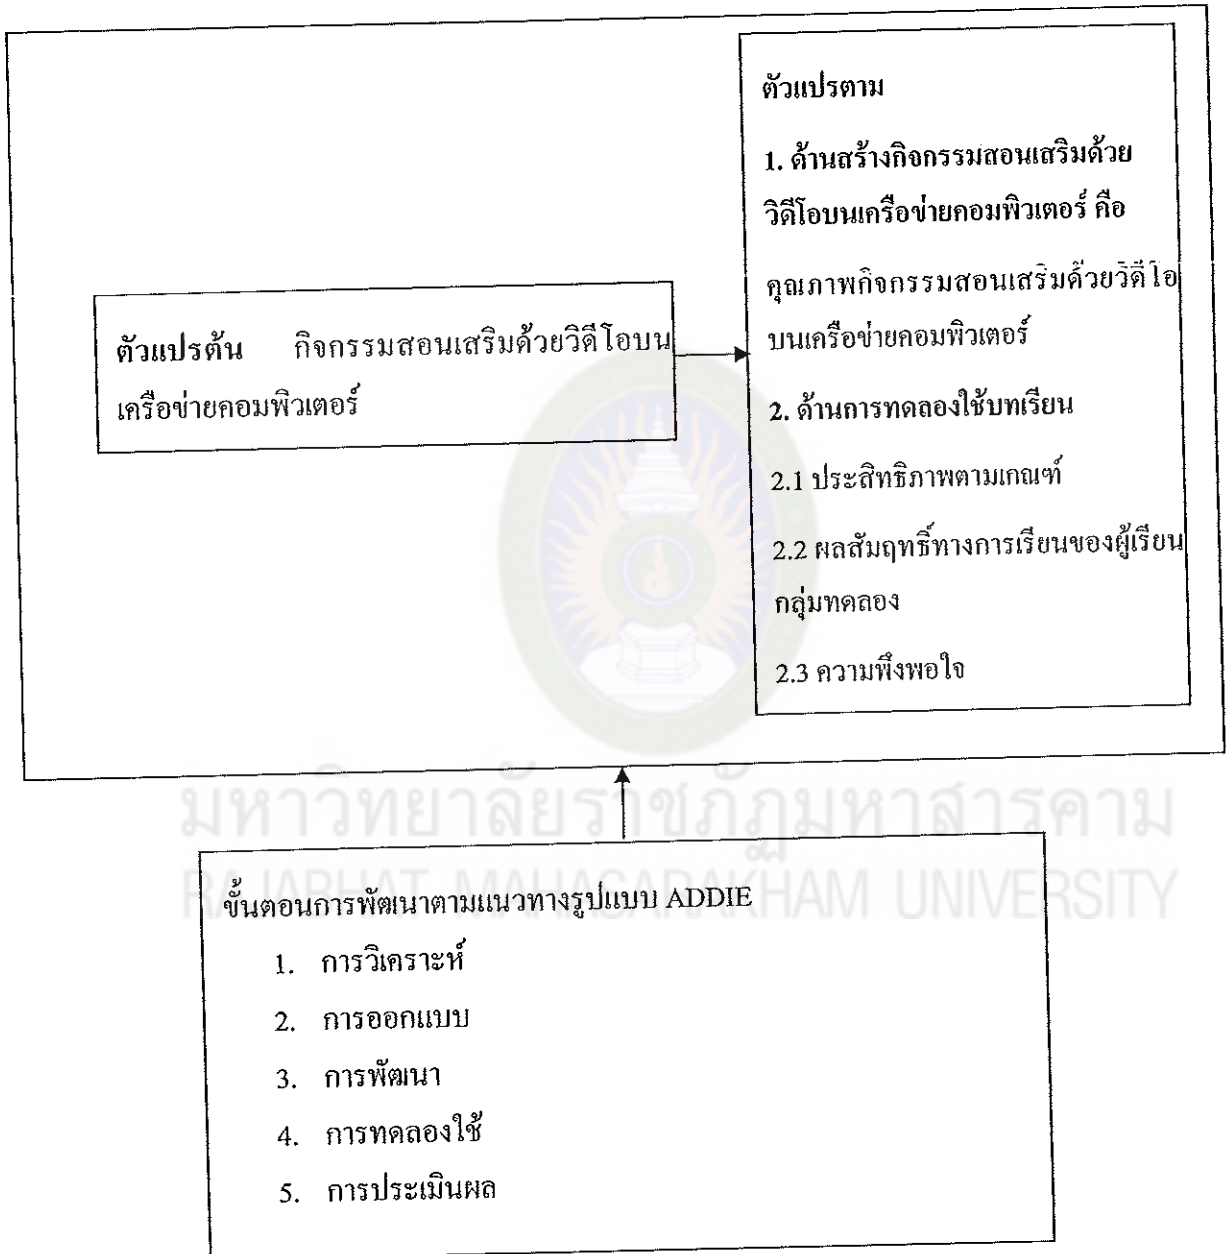 ตัวแปรตาม
1. ด้านสร้างกิจกรรมสอนเสริมด้วย
วิดีโอบนเครือข่ายคอมพิวเตอร์ คือ
คุณภาพกิจกรรมสอนเสริมด้วยวิดีโอ
บนเครือข่ายคอมพิวเตอร์
2. ด้านการทดลองใช้บทเรียน
2.1 ประสิทธิภาพตามเกณฑ์
2.2 ผลสัมฤทธิ์ทางการเรียนของผู้เรียน
กลุ่มทดลอง
2.3 ความพึงพอใจ
ตัวแปรต้น กิจกรรมสอนเสริมด้วยวิดีโอบน
เครือข่ายคอมพิวเตอร์
มหาวิทยาลัยราชภัฏมหาสารคาม
RAJABHAT MAHASARAKHAM UNIVERSITY
ขั้นตอนการพัฒนาตามแนวทางรูปแบบ ADDIE
1. การวิเคราะห์
2. การออกแบบ
3. การพัฒนา
4. การทดลองใช้
5. การประเมินผล